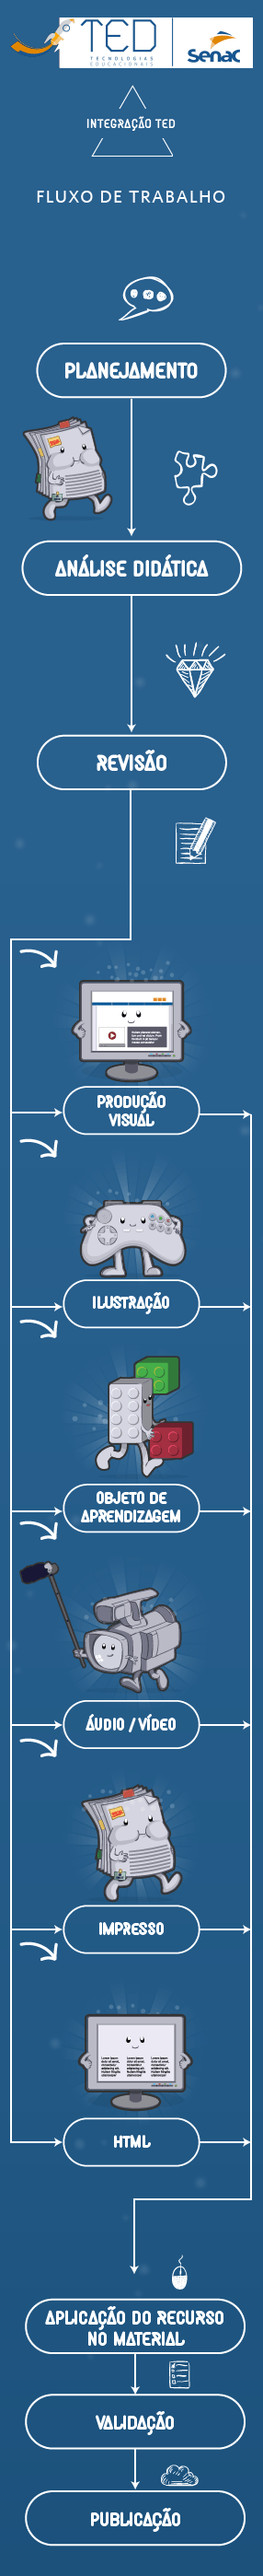 TED
TECNOLOGIAS
EDUCACIONAIS
Senac
INTEGRAÇÃO TED
FLUXO DE TRABALHO
PLANEJAMENTO
ANÁLISE DIDÁTICA
REVISÃO
PRODUÇÃO
VISUAL
ILUSTRAÇÃO
OBJETO DE
APRENDIZAGEM
ÁUDIO / VÍDEO
IMPRESSO
HTML
APLICAÇÃO DO RECURSO
NO MATERIAL
VALIDAÇÃO
PUBLICAÇÃO